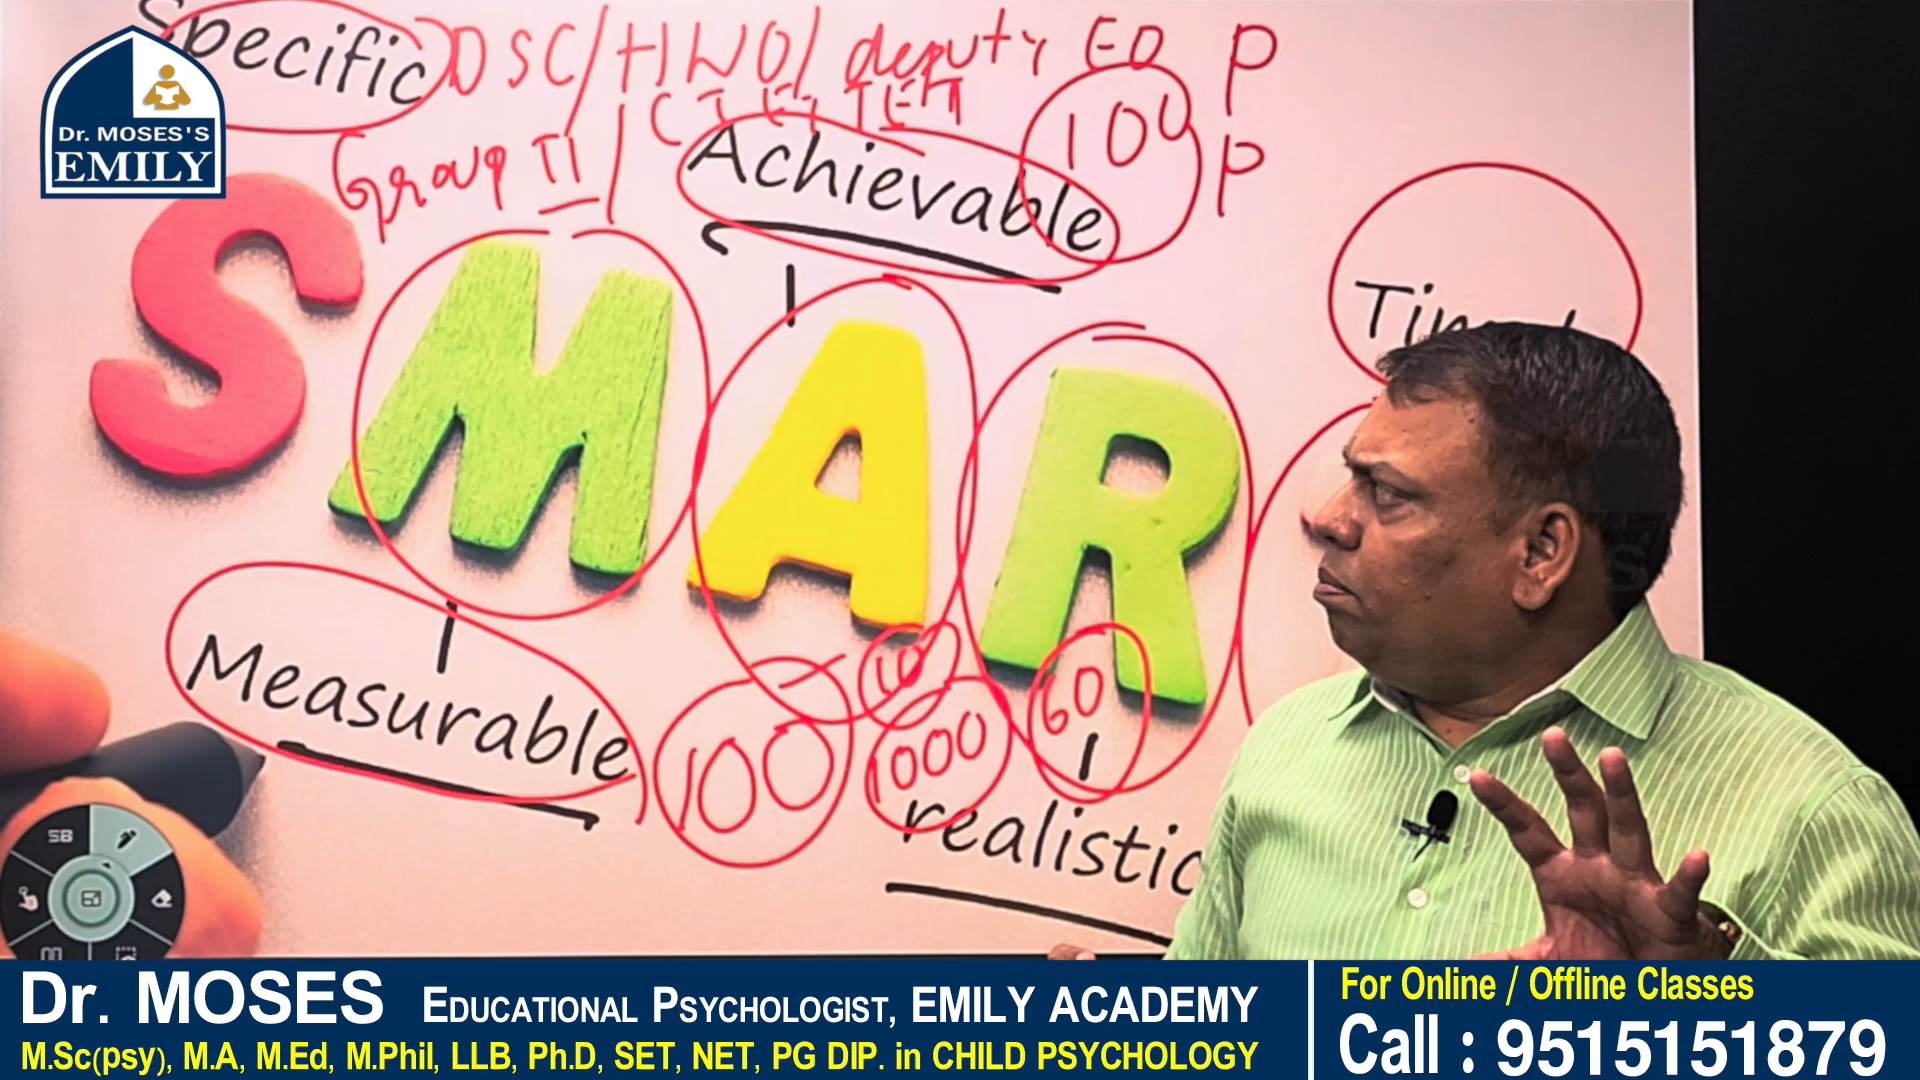 Specific DSC/HWO/ deputy EO P
CTET/TET
Group II/ 100 P
Achievable
Dr. MOSES'S
EMILY
SMAR
Measurable
100
10
1000
60
realistic
SB
Dr. MOSES EDUCATIONAL PSYCHOLOGIST, EMILY ACADEMY
M.Sc(psy), M.A, M.Ed, M.Phil, LLB, Ph.D, SET, NET, PG DIP. in CHILD PSYCHOLOGY
For Online / Offline Classes
Call : 9515151879